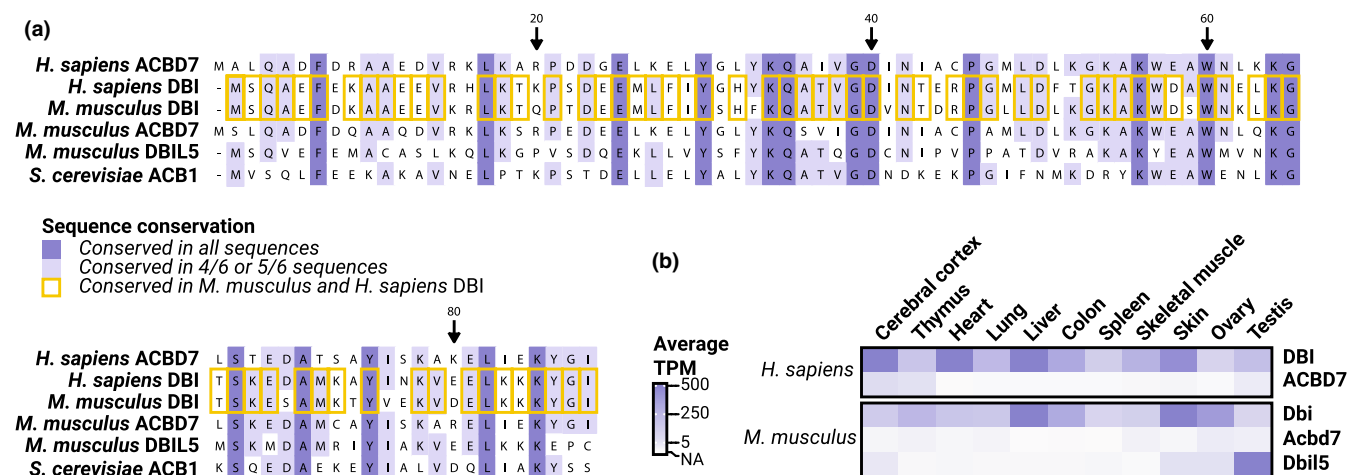 (a)
20 40 60
H. sapiens ACBD7 M A L Q A D F D R A A E D V R K L K A R P D D G E L K E L Y G L Y K Q A I V G D I N I A C P G M L D L K G K A K W E A W N L K K G
H. sapiens DBI - M S Q A E F E K A A E E V R H L K T K P S D E E M L F I Y G H Y K Q A T V G D I N T E R P G M L D F T G K A K W D A W N E L K G
M. musculus DBI - M S Q A E F D K A A E E V K R L K T Q P T D E E M L F I Y S H F K Q A T V G D V N T D R P G L L D L K G K A K W D S W N K L K G
M. musculus ACBD7 M S L Q A D F D Q A A Q D V R K L K S R P E D E E L K E L Y G L Y K Q S V I G D I N I A C P A M L D L K G K A K W E A W N L Q K G
M. musculus DBIL5 - M S Q V E F E M A C A S L K Q L K G P V S D Q E K L L V Y S F Y K Q A T Q G D C N I P V P P A T D V R A K A K Y E A W M V N K G
S. cerevisiae ACB1 - M V S Q L F E E K A K A V N E L P T K P S T D E L L E L Y A L Y K Q A T V G D N D K E K P G I F N M K D R Y K W E A W E N L K G
Sequence conservation
Conserved in all sequences
Conserved in 4/6 or 5/6 sequences
Conserved in M. musculus and H. sapiens DBI
80
H. sapiens ACBD7 L S T E D A T S A Y I S K A K E L I E K Y G I
H. sapiens DBI T S K E D A M K A Y I N K V E E L K K K Y G I
M. musculus DBI T S K E S A M K T Y V E K V D E L K K K Y G I
M. musculus ACBD7 L S K E D A M C A Y I S K A R E L I E K Y G I
M. musculus DBIL5 M S K M D A M R I Y I A K V E E L K K K E P C
S. cerevisiae ACB1 K S Q E D A E K E Y I A L V D Q L I A K Y S S
(b)
Cerebral cortex Thymus Heart Lung Liver Colon Spleen Skeletal muscle Skin Ovary Testis
Average TPM
500
250
5
NA
H. sapiens
DBI
ACBD7
M. musculus
Dbi
Acbd7
Dbil5